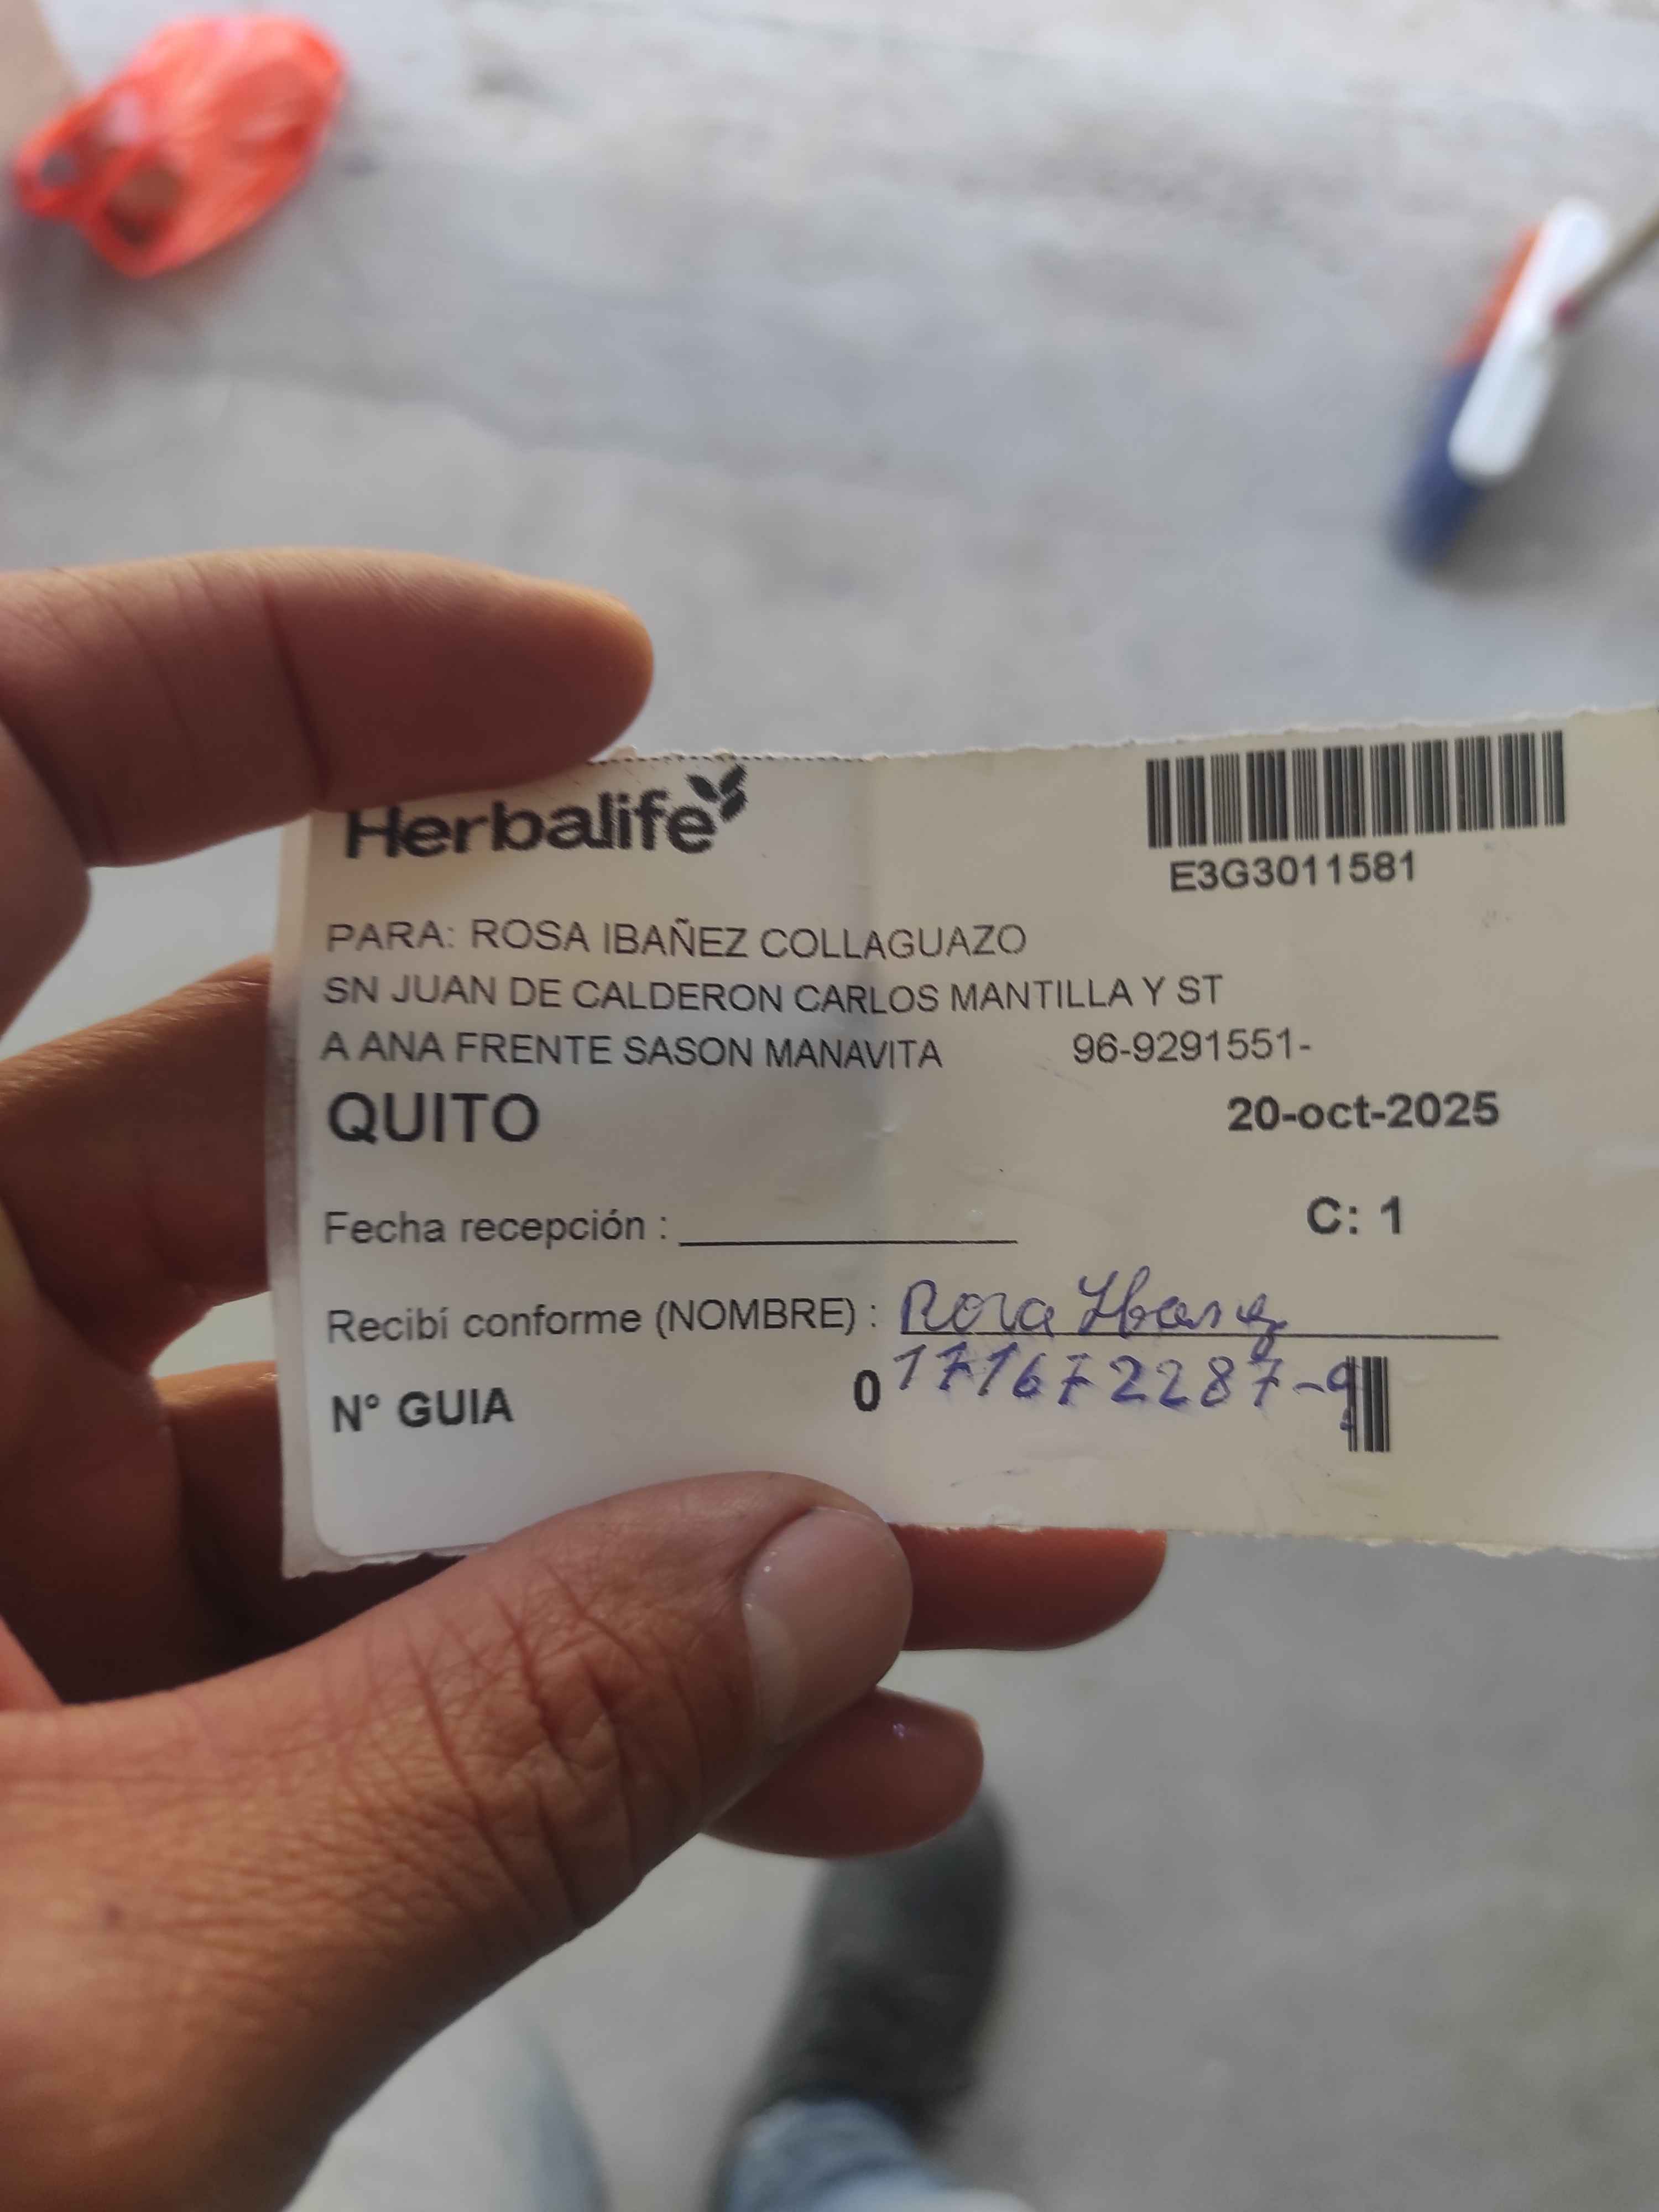 Herbalife
E3G3011581
PARA: ROSA IBAÑEZ COLLAGUAZO
SN JUAN DE CALDERON CARLOS MANTILLA Y ST
A ANA FRENTE SASON MANAVITA 96-9291551-
QUITO 20-oct-2025
Fecha recepción : C: 1
Recibí conforme (NOMBRE) : Rosa Ibañez
N° GUIA 0 171672287-9